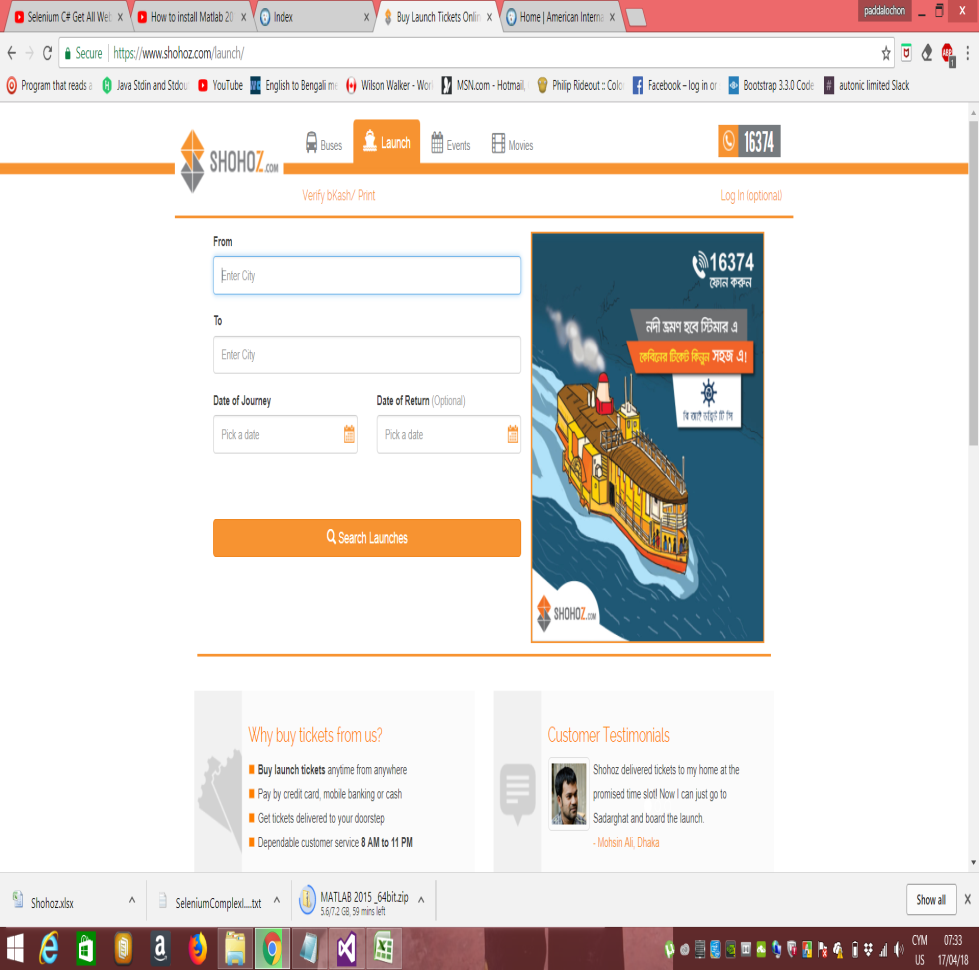 Selenium C# Get All Web
How to install Matlab 20
Index
Buy Launch Tickets Onlin
Home | American Interna
paddalochon
Secure
https://www.shohoz.com/launch/
Program that reads a
Java Stdin and Stdou
YouTube
English to Bengali me
Wilson Walker - Wor
MSN.com - Hotmail,
Philip Rideout :: Colo
Facebook – log in or
Bootstrap 3.3.0 Code
autonic limited Slack
SHOHOZ.COM
Buses
Launch
Events
Movies
16374
Verify bKash/ Print
Log In (optional)
From
Enter City
To
Enter City
Date of Journey
Date of Return (Optional)
Pick a date
Pick a date
Search Launches
16374
ফোন করুন
নদী ভ্রমণ হবে স্টিমার এ
কেবিনের টিকেট কিনুন সহজ এ!
বি আই ডব্লিউ টি সি
SHOHOZ.COM
Why buy tickets from us?
Buy launch tickets anytime from anywhere
Pay by credit card, mobile banking or cash
Get tickets delivered to your doorstep
Dependable customer service 8 AM to 11 PM
Customer Testimonials
Shohoz delivered tickets to my home at the
promised time slot! Now I can just go to
Sadarghat and board the launch.
- Mohsin Ali, Dhaka
Shohoz.xlsx
SeleniumComplexI....txt
MATLAB 2015 _64bit.zip
5.6/7.2 GB, 59 mins left
Show all
CYM
US
07:33
17/04/18